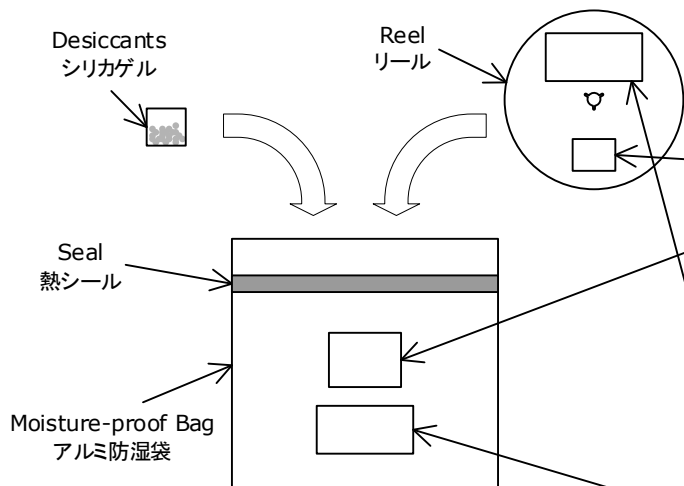 Desiccants
シリカゲル
Reel
リール
Seal
熱シール
Moisture-proof Bag
アルミ防湿袋